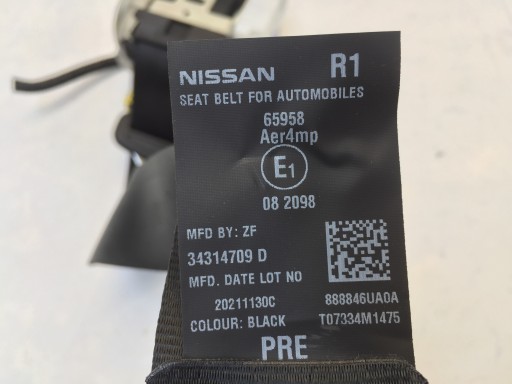 NISSAN R1
SEAT BELT FOR AUTOMOBILES
65958
Aer4mp
E1
08 2098
MFD BY: ZF
34314709 D
MFD. DATE LOT NO
20211130C 888846UA0A
COLOUR: BLACK T07334M1475
PRE